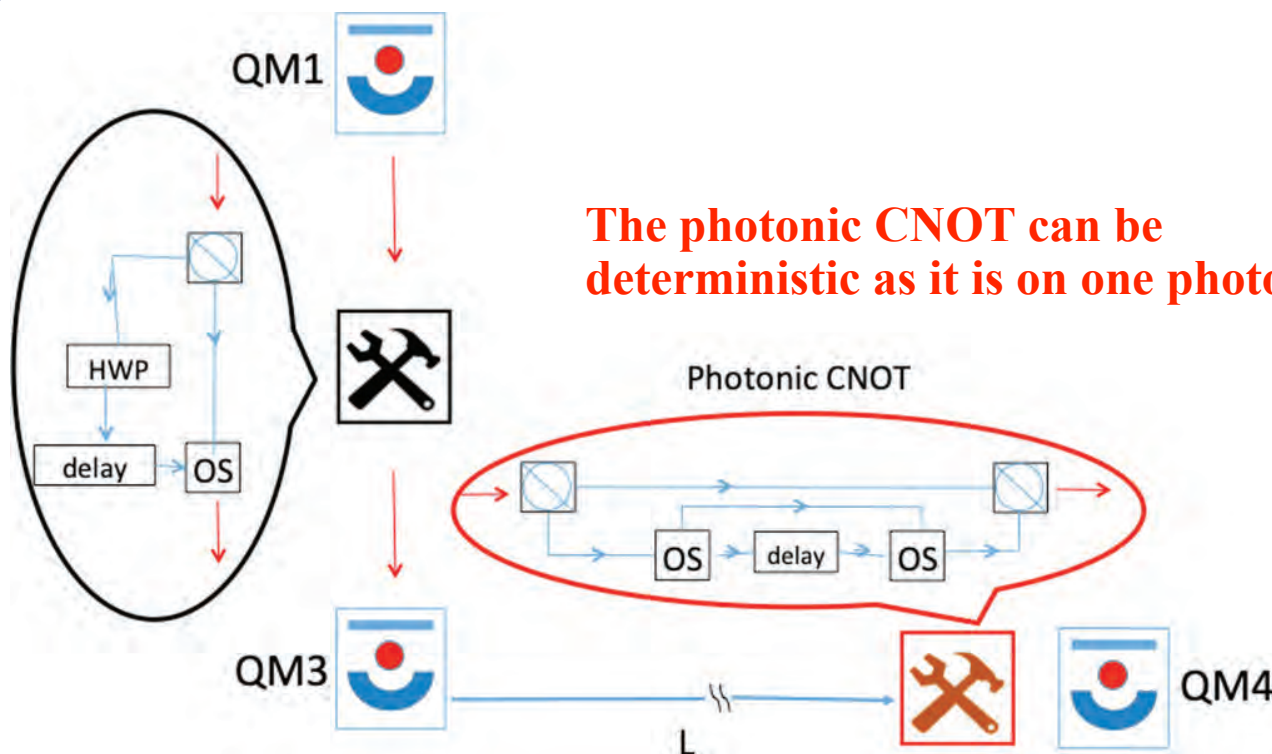 QM1
The photonic CNOT can be
deterministic as it is on one photo
HWP
delay
OS
Photonic CNOT
OS
delay
OS
QM3
QM4
L